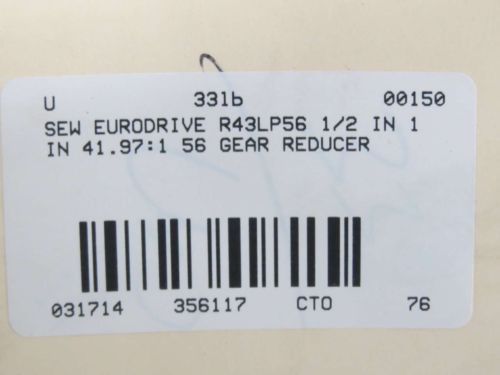 U 331b 00150
SEW EURODRIVE R43LP56 1/2 IN 1
IN 41.97:1 56 GEAR REDUCER
031714 356117 CTO 76